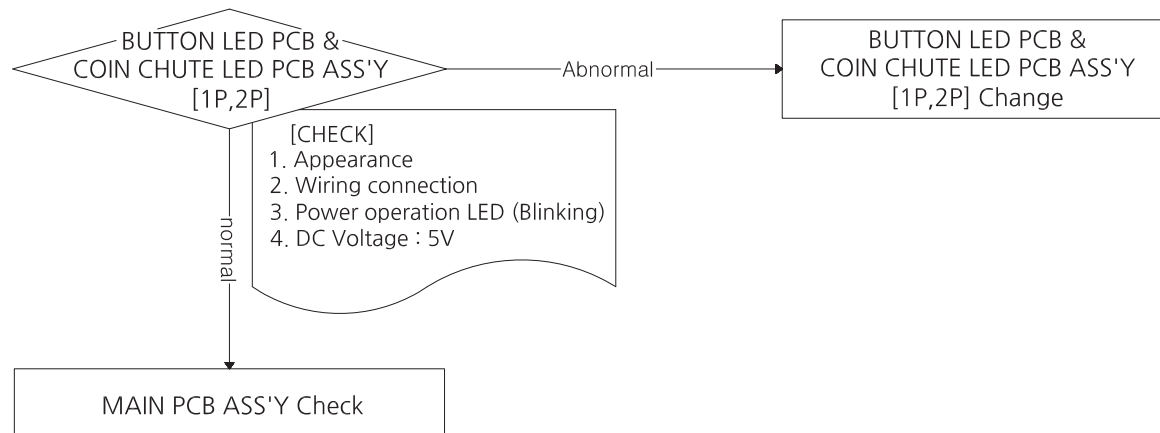 BUTTON LED PCB &
COIN CHUTE LED PCB ASS'Y
[1P,2P]
Abnormal
BUTTON LED PCB &
COIN CHUTE LED PCB ASS'Y
[1P,2P] Change
[CHECK]
1. Appearance
2. Wiring connection
3. Power operation LED (Blinking)
4. DC Voltage : 5V
normal
MAIN PCB ASS'Y Check